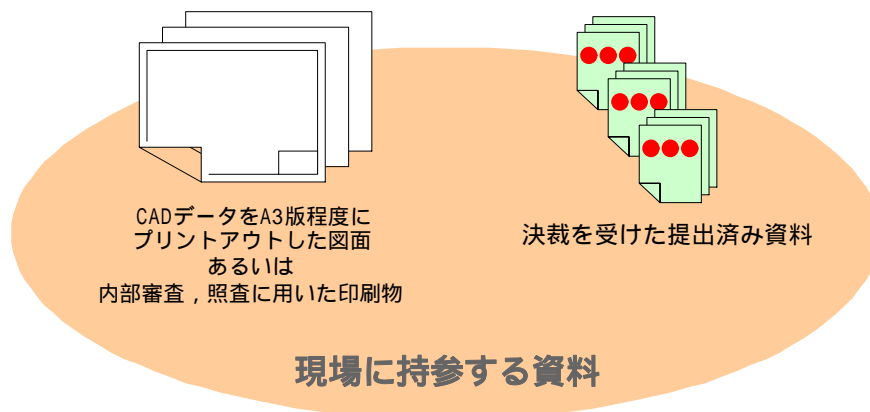 CADデータをA3版程度に
プリントアウトした図面
あるいは
内部審査，照査に用いた印刷物
決裁を受けた提出済み資料
現場に持参する資料